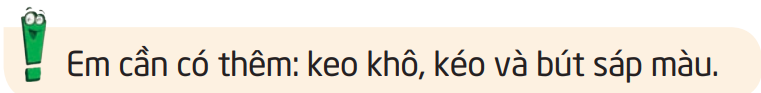 Em cần có thêm: keo khô, kéo và bút sáp màu.